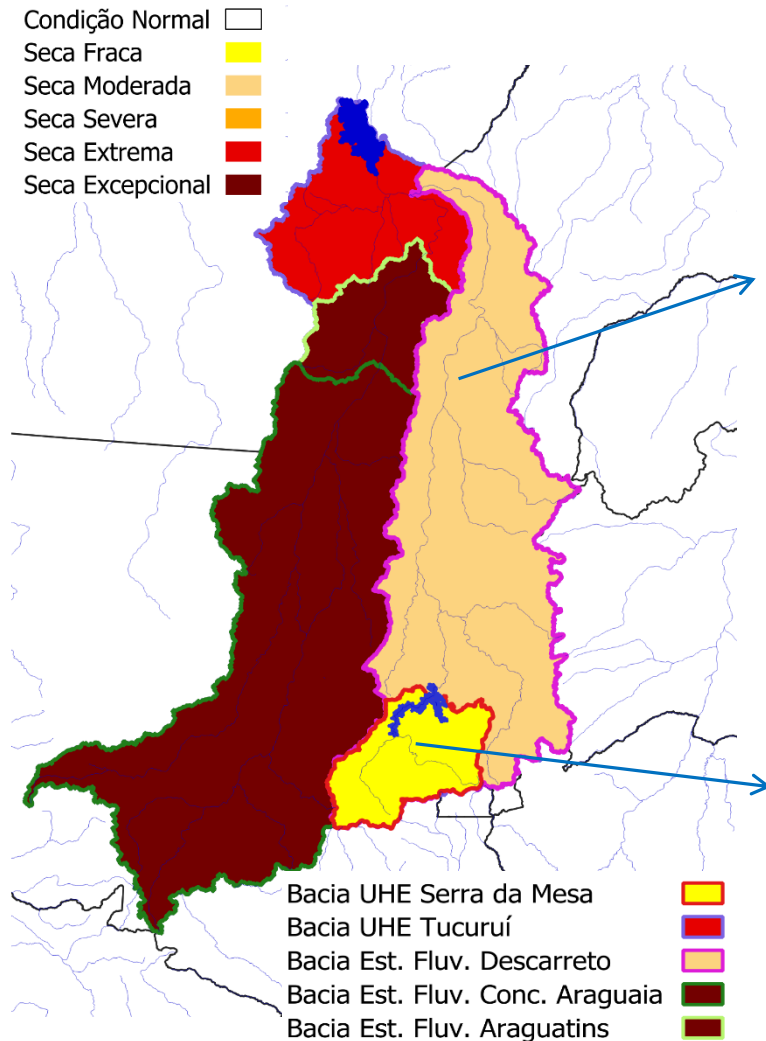 Condição Normal
Seca Fraca
Seca Moderada
Seca Severa
Seca Extrema
Seca Excepcional
Bacia UHE Serra da Mesa
Bacia UHE Tucuruí
Bacia Est. Fluv. Descarreto
Bacia Est. Fluv. Conc. Araguaia
Bacia Est. Fluv. Araguatins